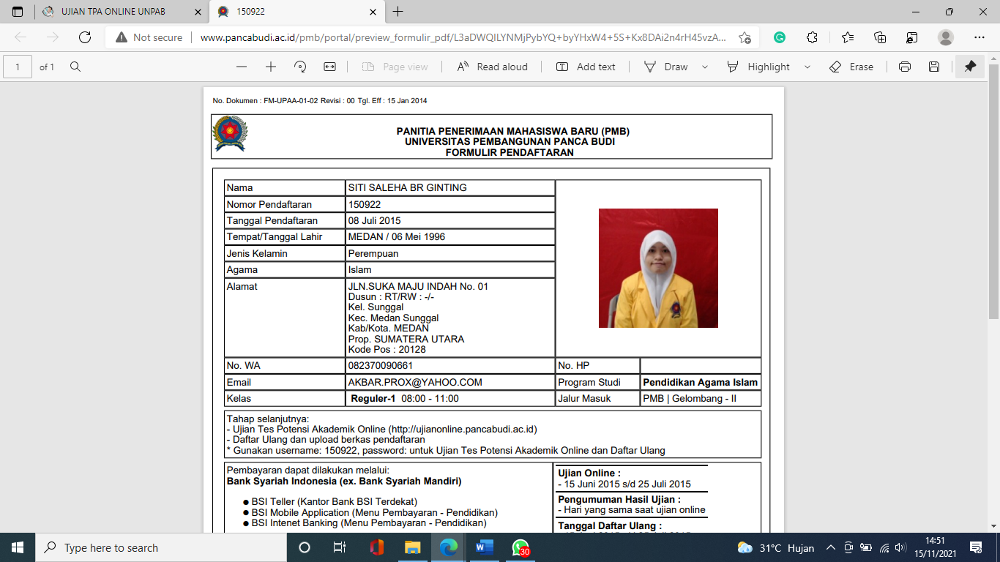 UJIAN TPA ONLINE UNPAB
150922
Not secure
www.pancabudi.ac.id/pmb/portal/preview_formulir_pdf/L3aDWQILYNMjPybYQ+byYHxW4+5S+Kx8DAi2n4rH45vzA...
1 of 1
Page view
Read aloud
Add text
Draw
Highlight
Erase
No. Dokumen : FM-UPAA-01-02 Revisi : 00 Tgl. Eff : 15 Jan 2014
PANITIA PENERIMAAN MAHASISWA BARU (PMB)
UNIVERSITAS PEMBANGUNAN PANCA BUDI
FORMULIR PENDAFTARAN
Nama SITI SALEHA BR GINTING
Nomor Pendaftaran 150922
Tanggal Pendaftaran 08 Juli 2015
Tempat/Tanggal Lahir MEDAN / 06 Mei 1996
Jenis Kelamin Perempuan
Agama Islam
Alamat JLN.SUKA MAJU INDAH No. 01
Dusun : RT/RW : -/-
Kel. Sunggal
Kec. Medan Sunggal
Kab/Kota. MEDAN
Prop. SUMATERA UTARA
Kode Pos : 20128
No. WA 082370090661 No. HP
Email AKBAR.PROX@YAHOO.COM Program Studi Pendidikan Agama Islam
Kelas Reguler-1 08:00 - 11:00 Jalur Masuk PMB | Gelombang - II
Tahap selanjutnya:
- Ujian Tes Potensi Akademik Online (http://ujianonline.pancabudi.ac.id)
- Daftar Ulang dan upload berkas pendaftaran
* Gunakan username: 150922, password: untuk Ujian Tes Potensi Akademik Online dan Daftar Ulang
Pembayaran dapat dilakukan melalui:
Bank Syariah Indonesia (ex. Bank Syariah Mandiri)
● BSI Teller (Kantor Bank BSI Terdekat)
● BSI Mobile Application (Menu Pembayaran - Pendidikan)
● BSI Intenet Banking (Menu Pembayaran - Pendidikan)
Ujian Online :
- 15 Juni 2015 s/d 25 Juli 2015
Pengumuman Hasil Ujian :
- Hari yang sama saat ujian online
Tanggal Daftar Ulang :
Type here to search
30
31°C Hujan
14:51
15/11/2021